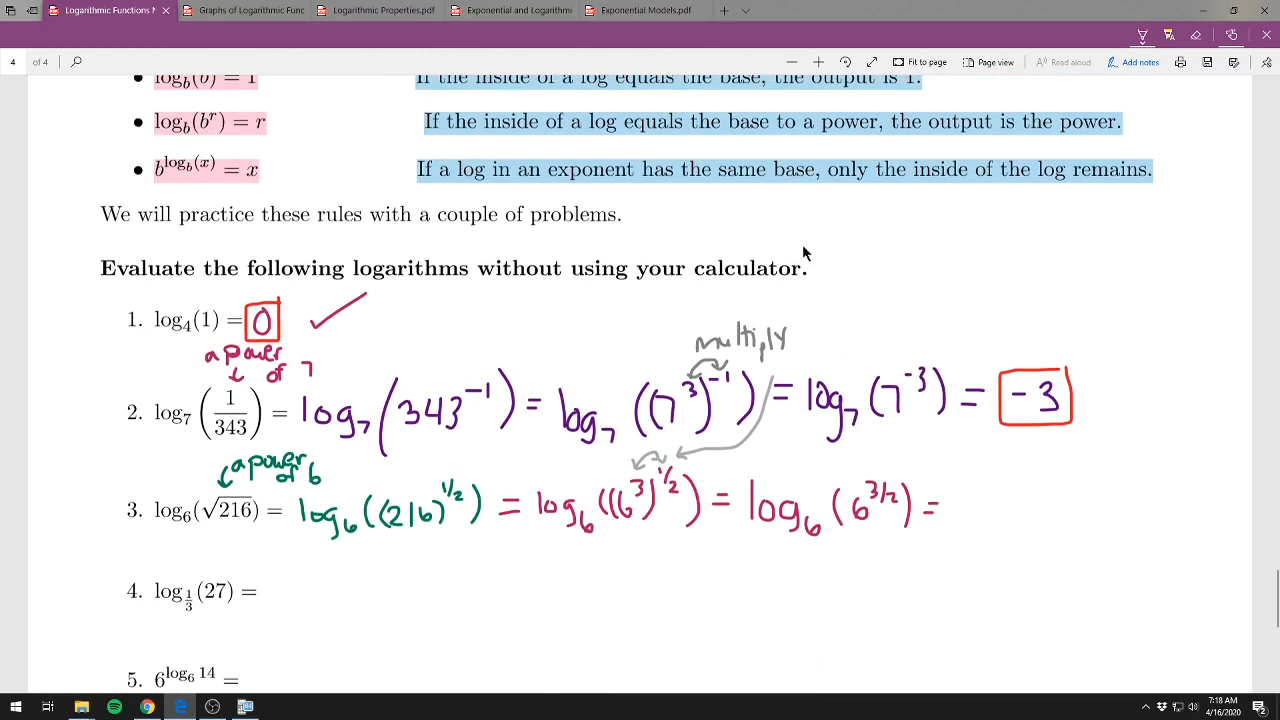 Logarithmic Functions N Graphs of Logarithmic Func Logarithmic Properties.pdf Exponential and Logarithmi Exponential Models.pdf
4 of 4 Fit to page Page view Read aloud Add notes
• log_b(b) = 1 If the inside of a log equals the base, the output is 1.
• log_b(b^r) = r If the inside of a log equals the base to a power, the output is the power.
• b^{log_b(x)} = x If a log in an exponent has the same base, only the inside of the log remains.
We will practice these rules with a couple of problems.
Evaluate the following logarithms without using your calculator.
1. log_4(1) = 0
multiply
a power
of 7
2. log_7(1/343) = log_7(343^{-1}) = log_7((7^3)^{-1}) = log_7(7^{-3}) = -3
a power
of 6
3. log_6(√216) = log_6((216)^{1/2}) = log_6((6^3)^{1/2}) = log_6(6^{3/2}) =
4. log_{1/3}(27) =
5. 6^{log_6 14} =
7:18 AM
4/16/2020